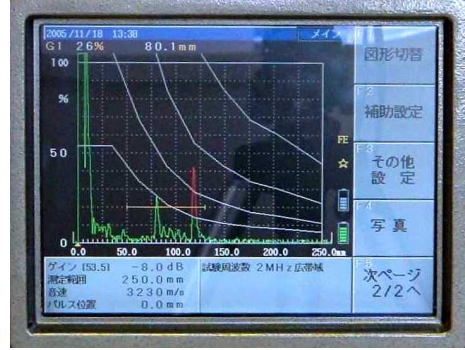 2005/11/18 13:38
メイン
G1 26% 80.1mm
100
%
50
0
0.0 50.0 100.0 150.0 200.0 250.0mm
FE
☆
ゲイン [53.5] -8.0dB
測定範囲 250.0mm
音速 3230m/s
パルス位置 0.0mm
試験周波数 2MHz広帯域
図形切替
F2
補助設定
F3
その他
設定
F4
写真
F5
次ページ
2/2へ